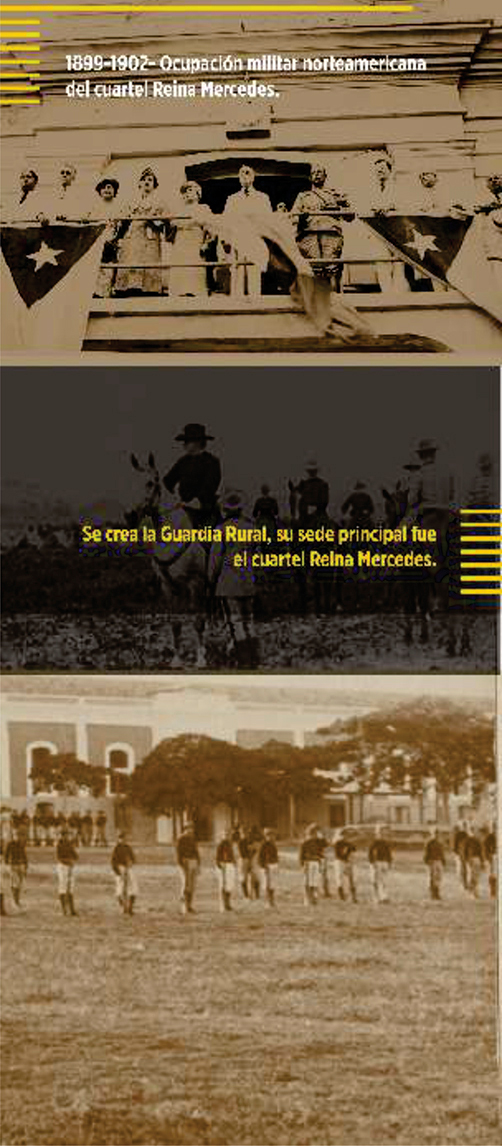 1899-1902- Ocupación militar norteamericana
del cuartel Reina Mercedes.
Se crea la Guardia Rural, su sede principal fue
el cuartel Reina Mercedes.